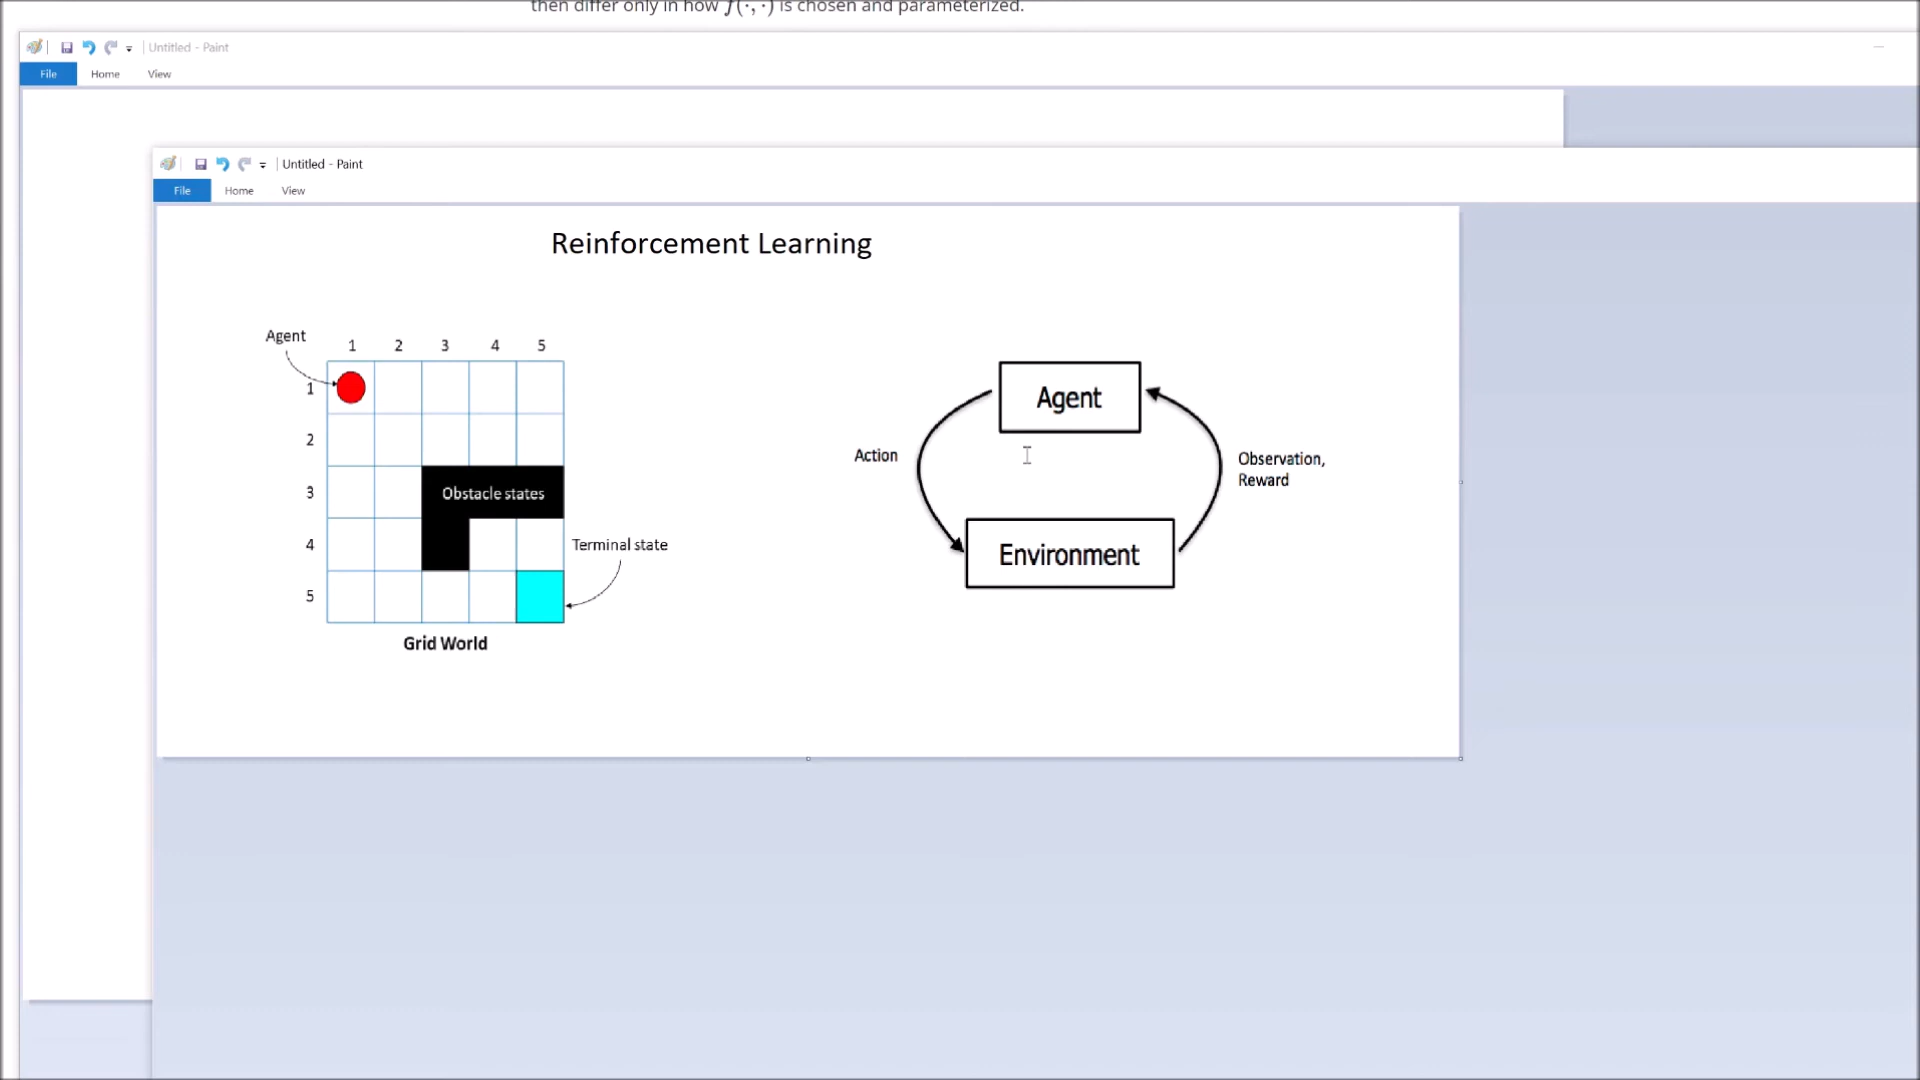 then differ only in how f(·,·) is chosen and parameterized.
Untitled - Paint
File Home View
Untitled - Paint
File Home View
Reinforcement Learning
Agent
1 2 3 4 5
1
2
3
4
5
Obstacle states
Terminal state
Grid World
Agent
Action
Observation,
Reward
Environment